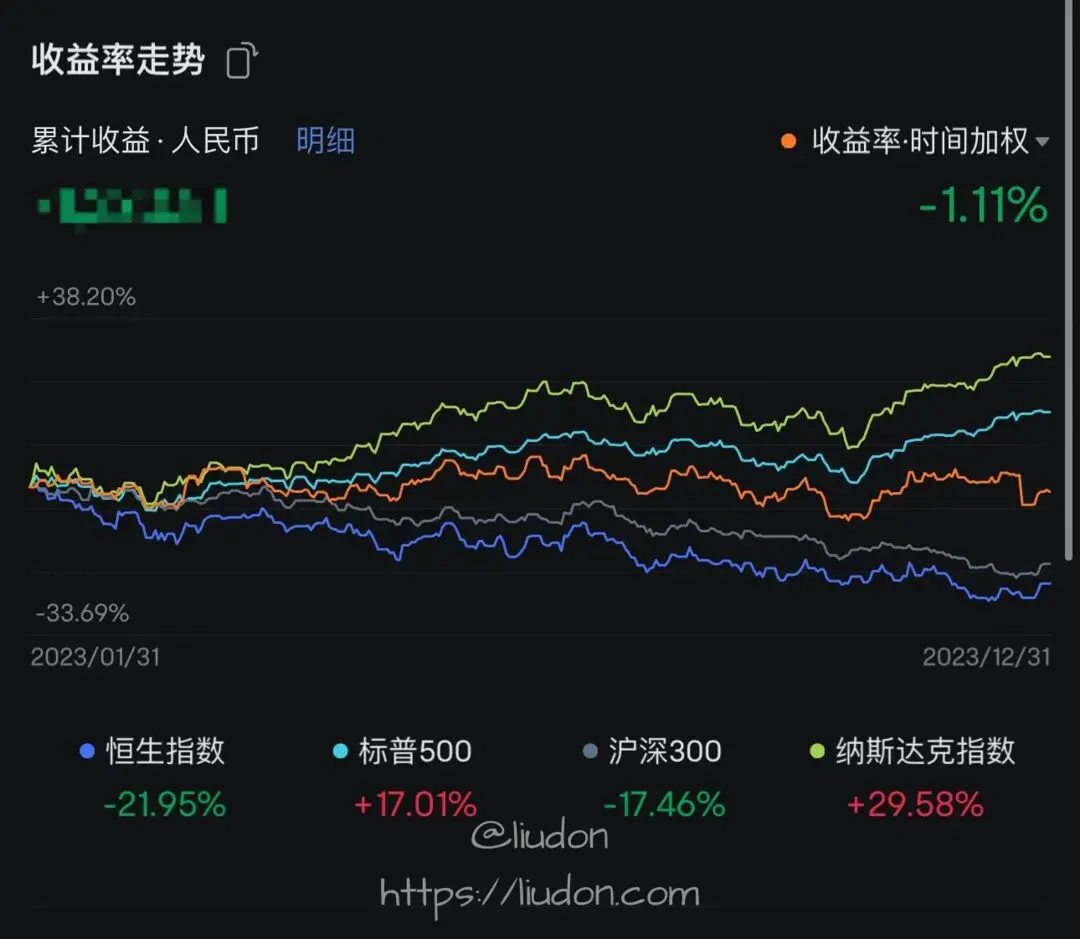 收益率走势
累计收益·人民币 明细 收益率·时间加权
-1.11%
+38.20%
-33.69%
2023/01/31 2023/12/31
恒生指数 标普500 沪深300 纳斯达克指数
-21.95% +17.01% -17.46% +29.58%
@liudon
https://liudon.com